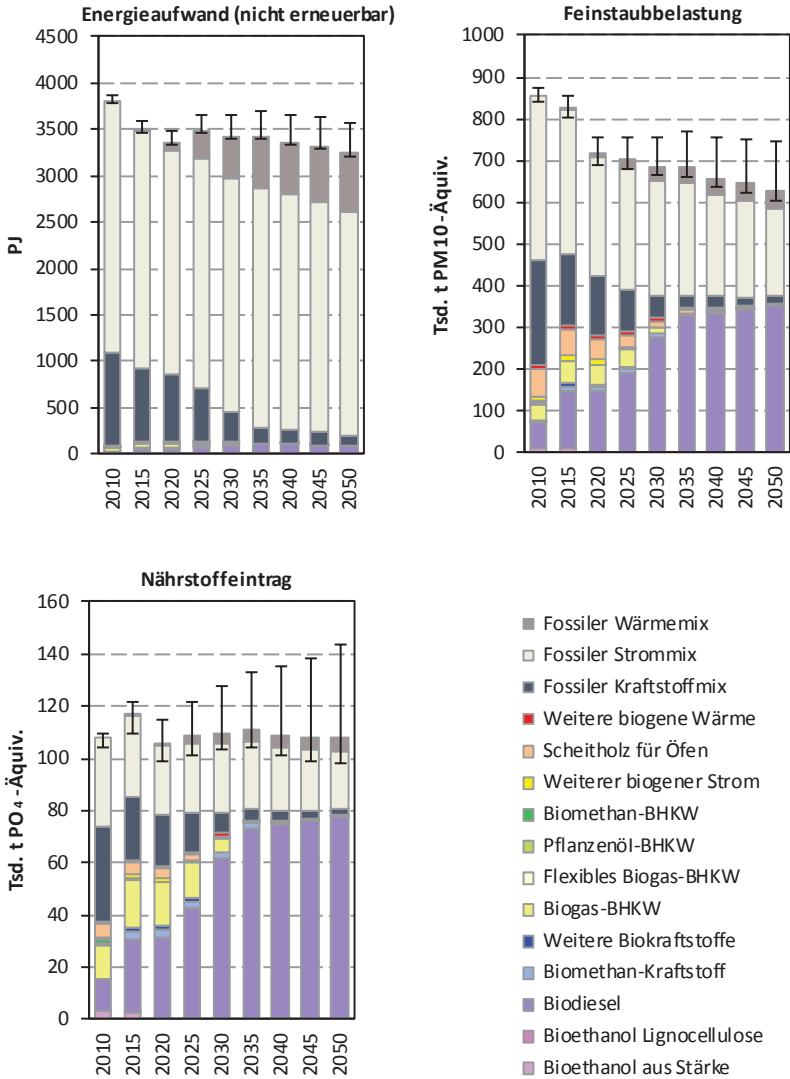 Energieaufwand (nicht erneuerbar)
4500
4000
3500
3000
2500
2000
1500
1000
500
0
PJ
2010
2015
2020
2025
2030
2035
2040
2045
2050
Feinstaubbelastung
1000
900
800
700
600
500
400
300
200
100
0
Tsd. t PM10-Äquiv.
2010
2015
2020
2025
2030
2035
2040
2045
2050
Nährstoffeintrag
160
140
120
100
80
60
40
20
0
Tsd. t PO4-Äquiv.
2010
2015
2020
2025
2030
2035
2040
2045
2050
Fossiler Wärmemix
Fossiler Strommix
Fossiler Kraftstoffmix
Weitere biogene Wärme
Scheitholz für Öfen
Weiterer biogener Strom
Biomethan-BHKW
Pflanzenöl-BHKW
Flexibles Biogas-BHKW
Biogas-BHKW
Weitere Biokraftstoffe
Biomethan-Kraftstoff
Biodiesel
Bioethanol Lignocellulose
Bioethanol aus Stärke